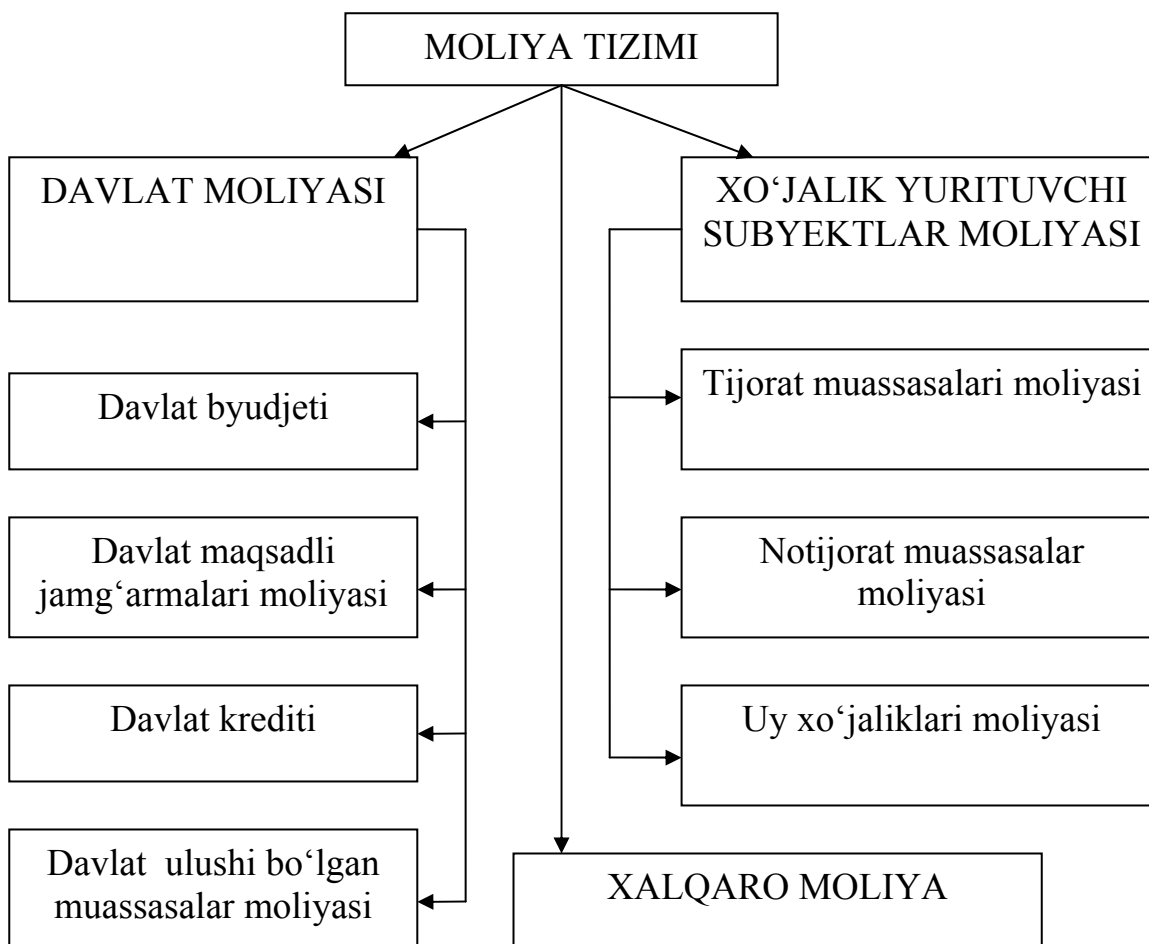 MOLIYA TIZIMI
DAVLAT MOLIYASI
XO‘JALIK YURITUVCHI
SUBYEKTLAR MOLIYASI
Davlat byudjeti
Davlat maqsadli
jamg‘armalari moliyasi
Davlat krediti
Davlat ulushi bo‘lgan
muassasalar moliyasi
Tijorat muassasalari moliyasi
Notijorat muassasalar
moliyasi
Uy xo‘jaliklari moliyasi
XALQARO MOLIYA